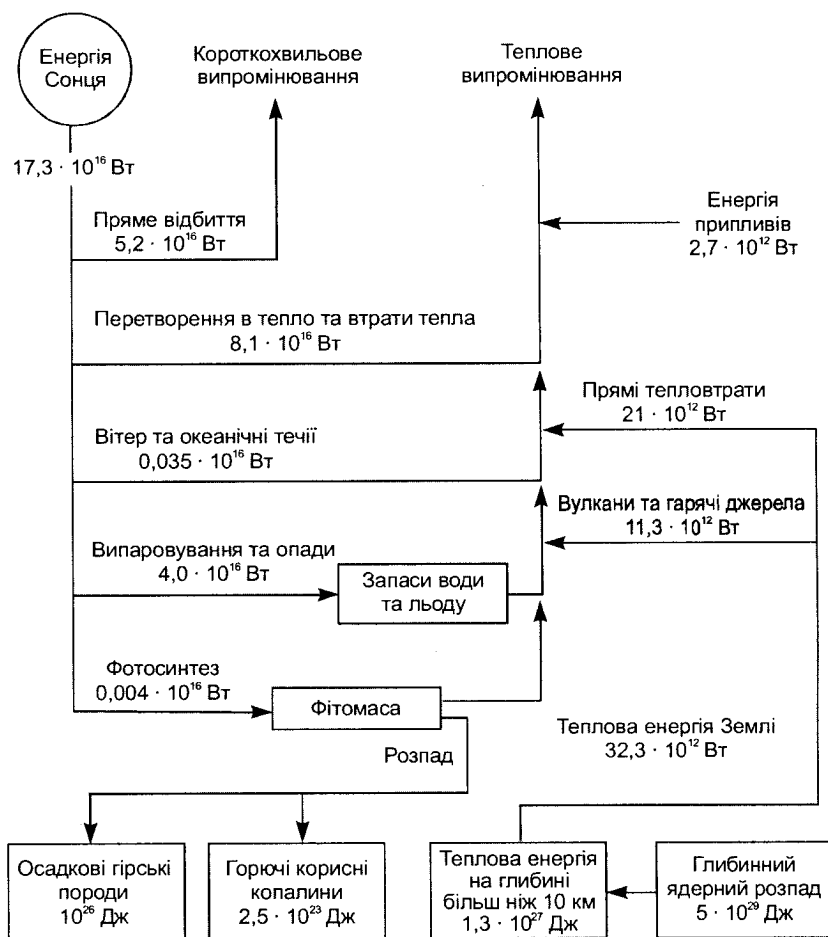 Енергія
Сонця
Короткохвильове
випромінювання
Теплове
випромінювання
17,3 · 10¹⁶ Вт
Пряме відбиття
5,2 · 10¹⁶ Вт
Енергія
припливів
2,7 · 10¹² Вт
Перетворення в тепло та втрати тепла
8,1 · 10¹⁶ Вт
Прямі тепловтрати
21 · 10¹² Вт
Вітер та океанічні течії
0,035 · 10¹⁶ Вт
Вулкани та гарячі джерела
11,3 · 10¹² Вт
Випаровування та опади
4,0 · 10¹⁶ Вт
Запаси води
та льоду
Фотосинтез
0,004 · 10¹⁶ Вт
Фітомаса
Розпад
Теплова енергія Землі
32,3 · 10¹² Вт
Осадкові гірські
породи
10²⁶ Дж
Горючі корисні
копалини
2,5 · 10²³ Дж
Теплова енергія
на глибині
більш ніж 10 км
1,3 · 10²⁷ Дж
Глибинний
ядерний розпад
5 · 10²⁹ Дж